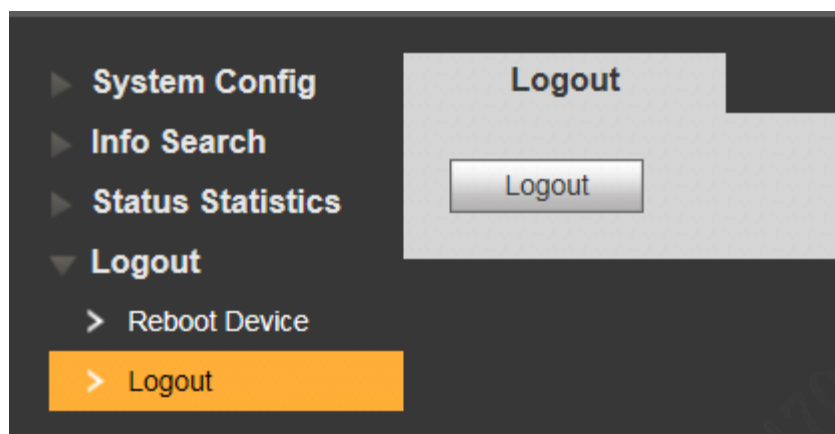 System Config
Info Search
Status Statistics
Logout
Reboot Device
Logout
Logout
Logout